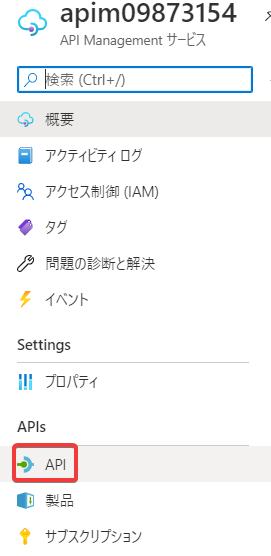 apim09873154
API Management サービス
検索 (Ctrl+/)
概要
アクティビティ ログ
アクセス制御 (IAM)
タグ
問題の診断と解決
イベント
Settings
プロパティ
APIs
API
製品
サブスクリプション